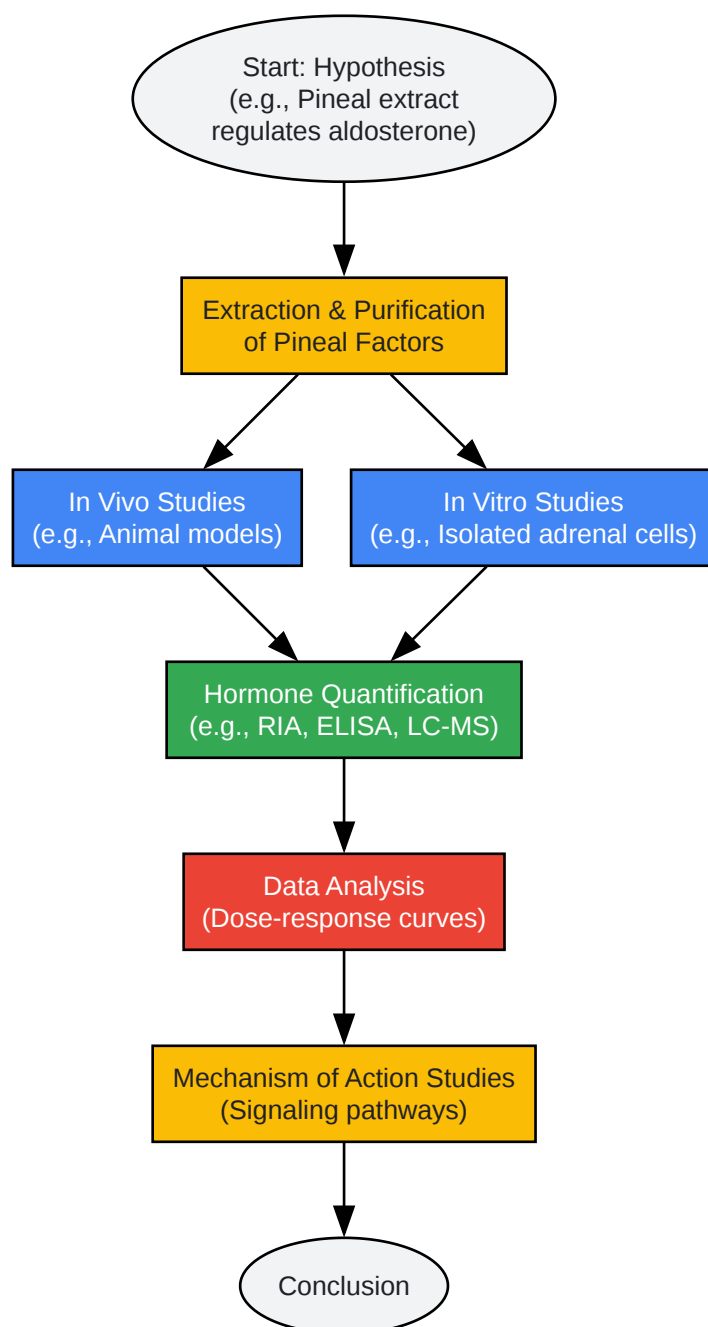 Start: Hypothesis
(e.g., Pineal extract
regulates aldosterone)
Extraction & Purification
of Pineal Factors
In Vivo Studies
(e.g., Animal models)
In Vitro Studies
(e.g., Isolated adrenal cells)
Hormone Quantification
(e.g., RIA, ELISA, LC-MS)
Data Analysis
(Dose-response curves)
Mechanism of Action Studies
(Signaling pathways)
Conclusion